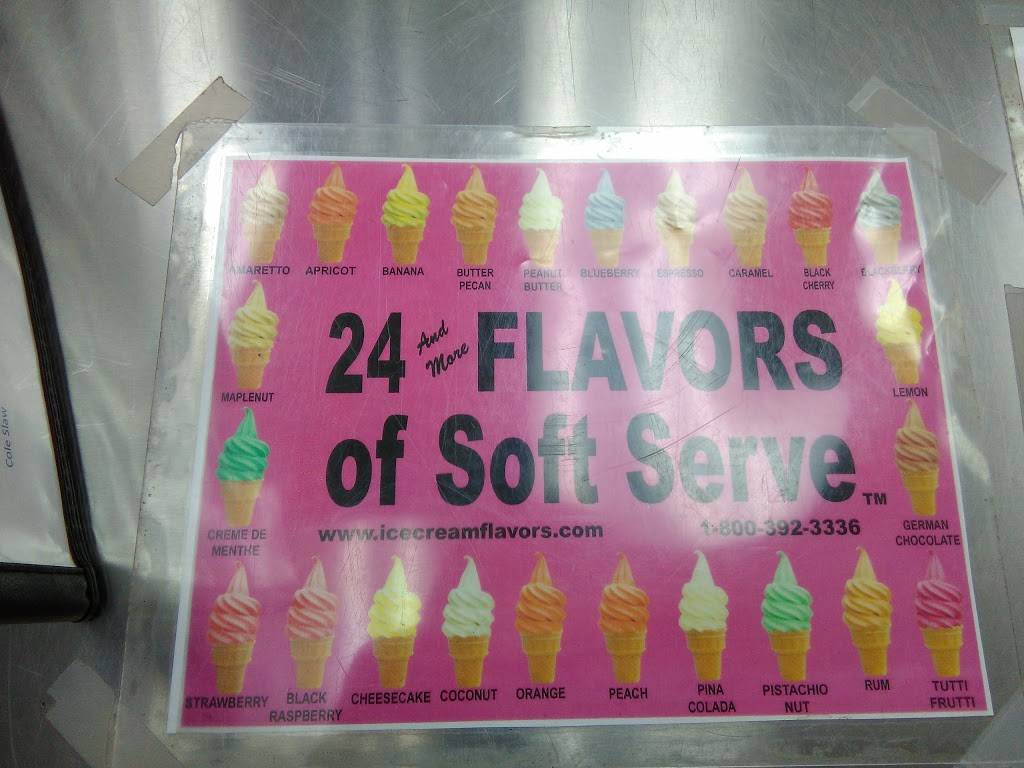 AMARETTO APRICOT BANANA BUTTER PECAN PEANUT BUTTER BLUEBERRY ESPRESSO CARAMEL BLACK CHERRY BLACKBERRY
MAPLENUT
LEMON
24 And More FLAVORS
of Soft Serve TM
CREME DE MENTHE
GERMAN CHOCOLATE
www.icecreamflavors.com 1-800-392-3336
STRAWBERRY BLACK RASPBERRY CHEESECAKE COCONUT ORANGE PEACH PINA COLADA PISTACHIO NUT RUM TUTTI FRUTTI
Cole Slaw